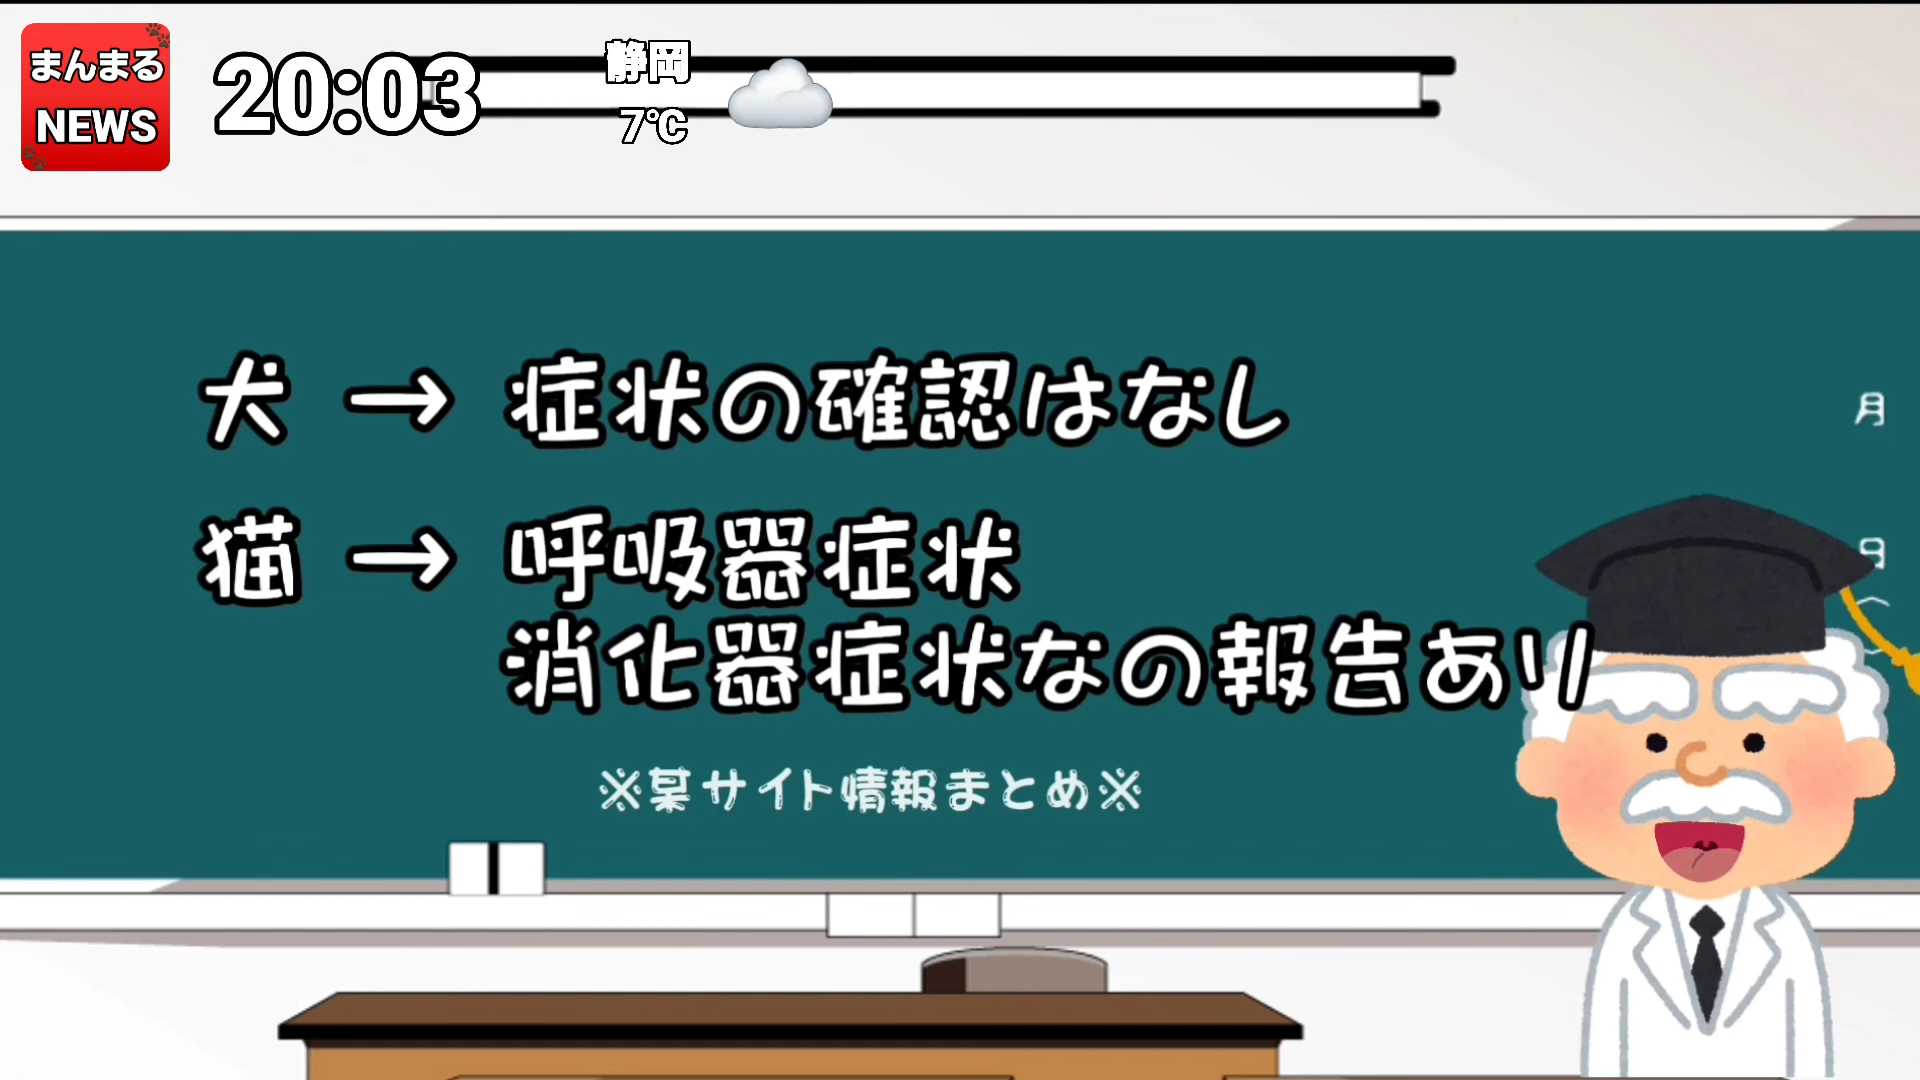 まんまる
NEWS
20:03
静岡
7℃
犬 → 症状の確認はなし
猫 → 呼吸器症状
消化器症状なの報告あり
※某サイト情報まとめ※
月
日